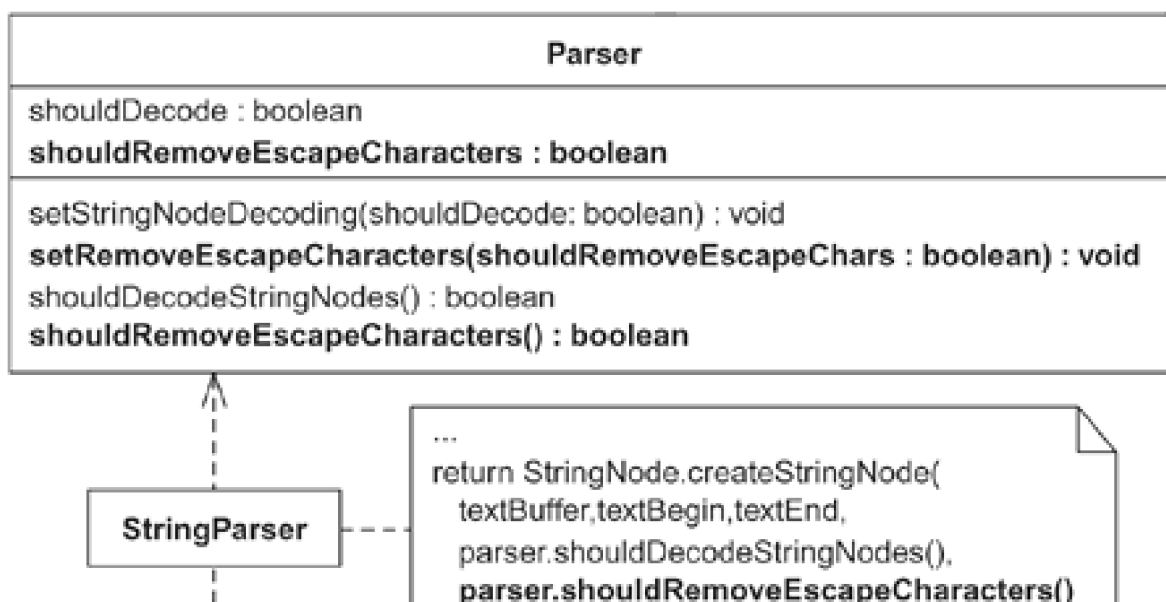 Parser
shouldDecode : boolean
shouldRemoveEscapeCharacters : boolean
setStringNodeDecoding(shouldDecode: boolean) : void
setRemoveEscapeCharacters(shouldRemoveEscapeChars : boolean) : void
shouldDecodeStringNodes() : boolean
shouldRemoveEscapeCharacters() : boolean
StringParser
...
return StringNode.createStringNode(
textBuffer,textBegin,textEnd,
parser.shouldDecodeStringNodes(),
parser.shouldRemoveEscapeCharacters()